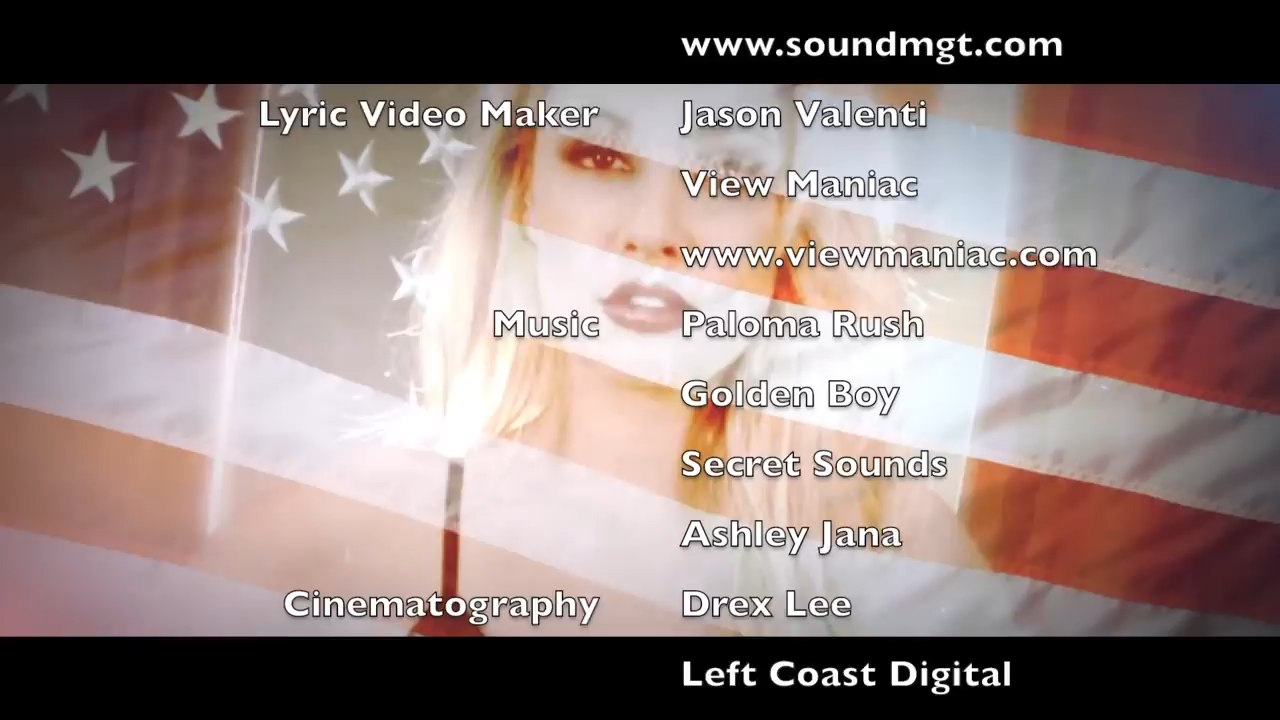 www.soundmgt.com
Lyric Video Maker Jason Valenti
View Maniac
www.viewmaniac.com
Music Paloma Rush
Golden Boy
Secret Sounds
Ashley Jana
Cinematography Drex Lee
Left Coast Digital